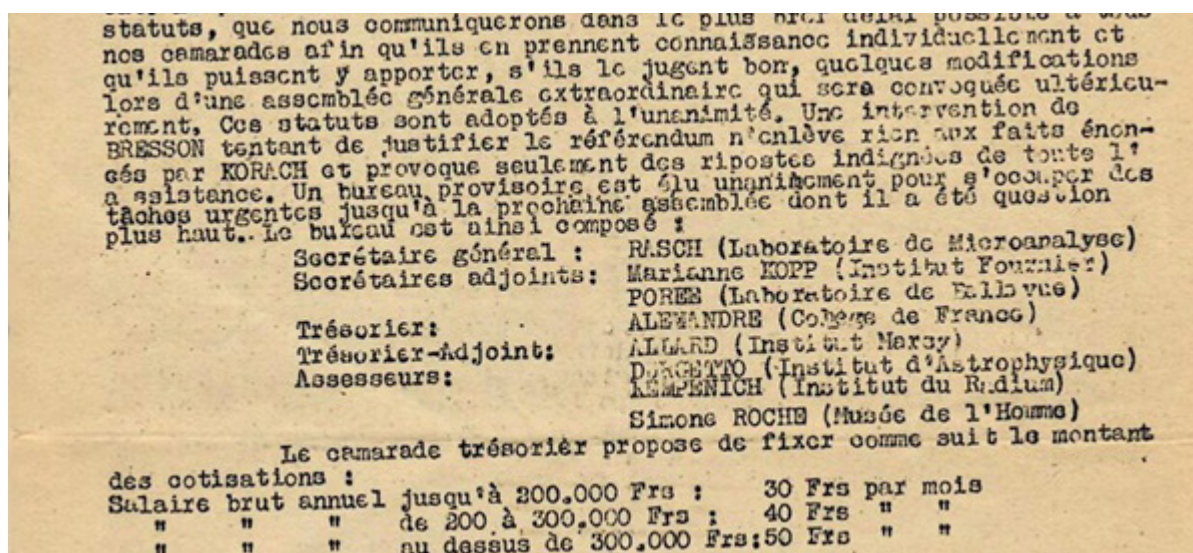 statuts, que nous communiquerons dans le plus bref délai possible à tous
nos camarades afin qu'ils en prennent connaissance individuellement et
qu'ils puissent y apporter, s'ils le jugent bon, quelques modifications
lors d'une assemblée générale extraordinaire qui sera convoquée ultérieu-
rement. Ces statuts sont adoptés à l'unanimité. Une intervention de
BRESSON tentant de justifier le référendum n'enlève rien aux faits énon-
cés par KORACH et provoque seulement des ripostes indignées de toute l'
a ssistance. Un bureau provisoire est élu unanimement pour s'occuper des
tâches urgentes jusqu'à la prochaine assemblée dont il a été question
plus haut. Le bureau est ainsi composé :
Secrétaire général : RASCH (Laboratoire de Microanalyse)
Secrétaires adjoints: Marianne KOPP (Institut Fournier)
POREE (Laboratoire de Bellevue)
Trésorier: ALEXANDRE (Collège de France)
Trésorier-Adjoint: ALLARD (Institut Marey)
Assesseurs: (Institut d'Astrophysique)
KEMPENICH (Institut du Radium)
Simone ROCHE (Musée de l'Homme)
Le camarade trésorièr propose de fixer comme suit le montant
des cotisations :
Salaire brut annuel jusqu'à 200.000 Frs : 30 Frs par mois
" " " de 200 à 300.000 Frs : 40 Frs " "
" " " au dessus de 300.000 Frs:50 Frs " "